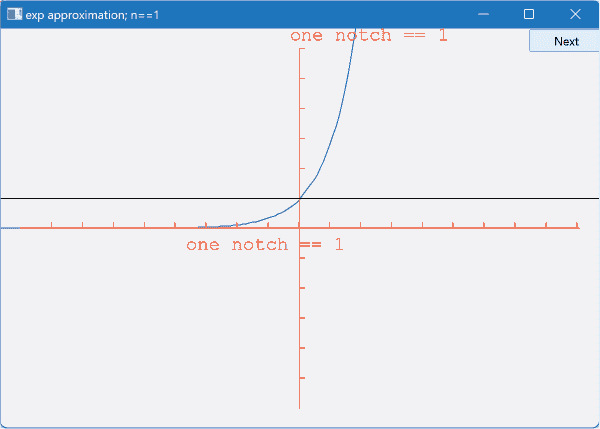 exp approximation; n==1
one notch == 1
Next
one notch == 1